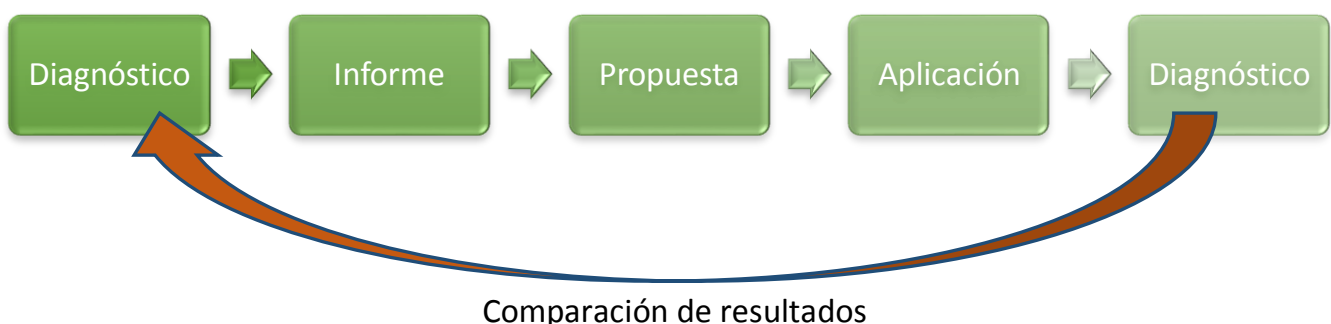 Diagnóstico
Informe
Propuesta
Aplicación
Diagnóstico
Comparación de resultados